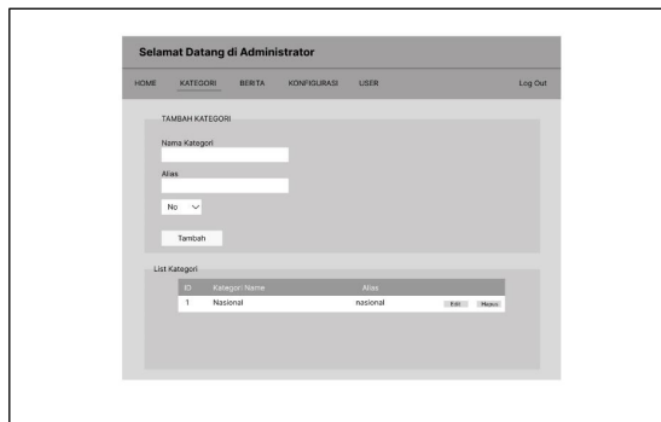 Selamat Datang di Administrator
HOME KATEGORI BERITA KONFIGURASI USER Log Out
TAMBAH KATEGORI
Nama Kategori
Alias
No
Tambah
List Kategori
ID Kategori Name Alias
1 Nasional nasional Edit Hapus